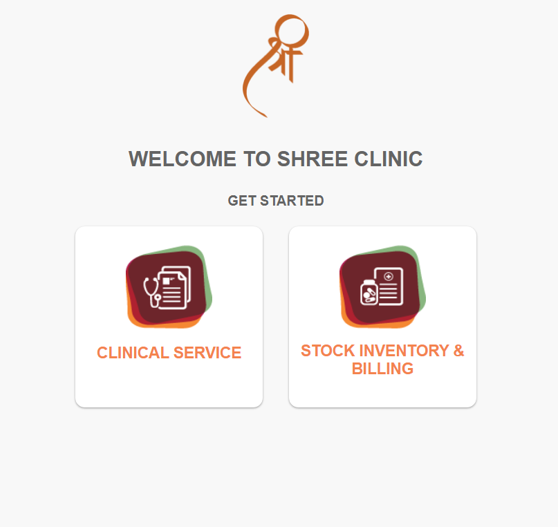 श्री
WELCOME TO SHREE CLINIC
GET STARTED
CLINICAL SERVICE
STOCK INVENTORY &
BILLING